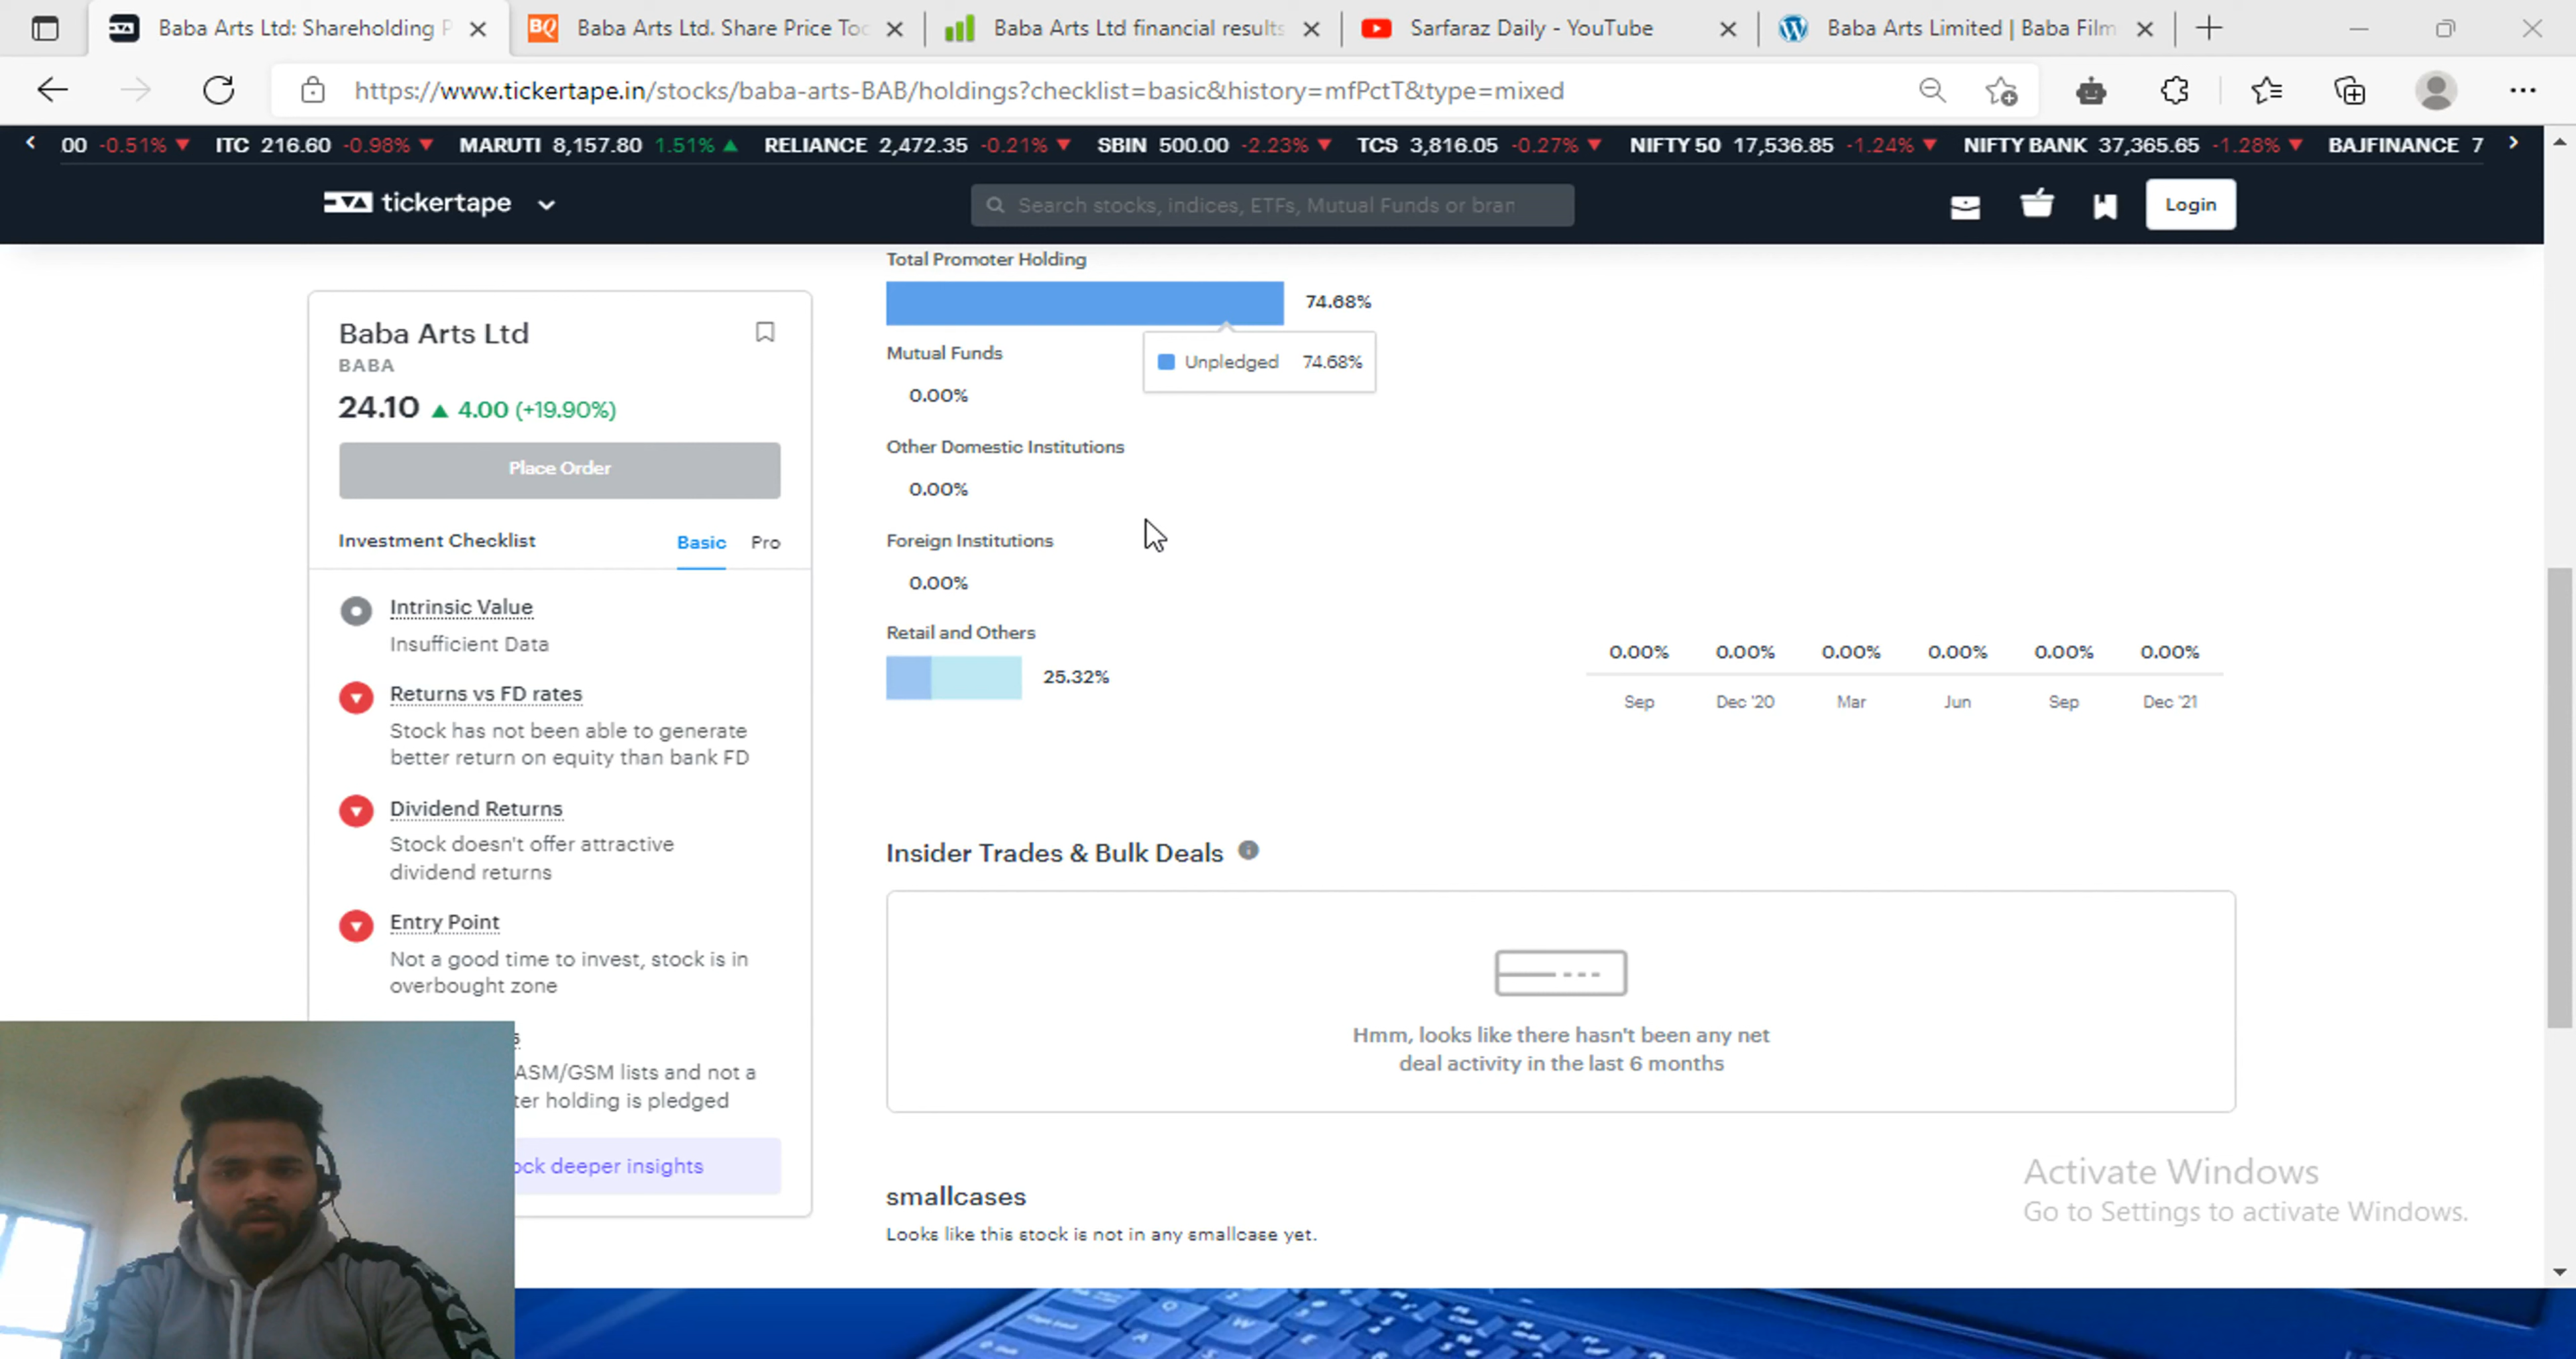 Baba Arts Ltd: Shareholding P
BQ
Baba Arts Ltd. Share Price Toc
Baba Arts Ltd financial results
Sarfaraz Daily - YouTube
Baba Arts Limited | Baba Film
https://www.tickertape.in/stocks/baba-arts-BAB/holdings?checklist=basic&history=mfPctT&type=mixed
00 -0.51% ▼ ITC 216.60 -0.98% ▼ MARUTI 8,157.80 1.51% ▲ RELIANCE 2,472.35 -0.21% ▼ SBIN 500.00 -2.23% ▼ TCS 3,816.05 -0.27% ▼ NIFTY 50 17,536.85 -1.24% ▼ NIFTY BANK 37,365.65 -1.28% ▼ BAJFINANCE 7
tickertape
Search stocks, indices, ETFs, Mutual Funds or bran
Login
Baba Arts Ltd
BABA
24.10 ▲ 4.00 (+19.90%)
Place Order
Investment Checklist Basic Pro
Intrinsic Value
Insufficient Data
Returns vs FD rates
Stock has not been able to generate
better return on equity than bank FD
Dividend Returns
Stock doesn't offer attractive
dividend returns
Entry Point
Not a good time to invest, stock is in
overbought zone
s
ASM/GSM lists and not a
ter holding is pledged
ock deeper insights
Total Promoter Holding
74.68%
Unpledged 74.68%
Mutual Funds
0.00%
Other Domestic Institutions
0.00%
Foreign Institutions
0.00%
Retail and Others
25.32%
0.00% 0.00% 0.00% 0.00% 0.00% 0.00%
Sep Dec '20 Mar Jun Sep Dec '21
Insider Trades & Bulk Deals
Hmm, looks like there hasn't been any net
deal activity in the last 6 months
smallcases
Looks like this stock is not in any smallcase yet.
Activate Windows
Go to Settings to activate Windows.